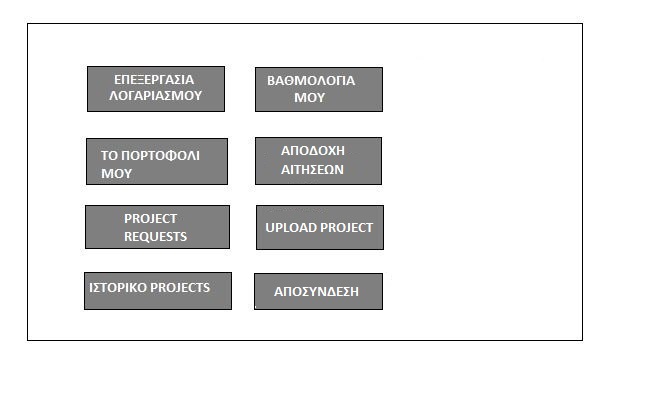 ΕΠΕΞΕΡΓΑΣΙΑ
ΛΟΓΑΡΙΑΣΜΟΥ
ΒΑΘΜΟΛΟΓΙΑ
ΜΟΥ
ΤΟ ΠΟΡΤΟΦΟΛΙ
ΜΟΥ
ΑΠΟΔΟΧΗ
ΑΙΤΗΣΕΩΝ
PROJECT
REQUESTS
UPLOAD PROJECT
ΙΣΤΟΡΙΚΟ PROJECTS
ΑΠΟΣΥΝΔΕΣΗ